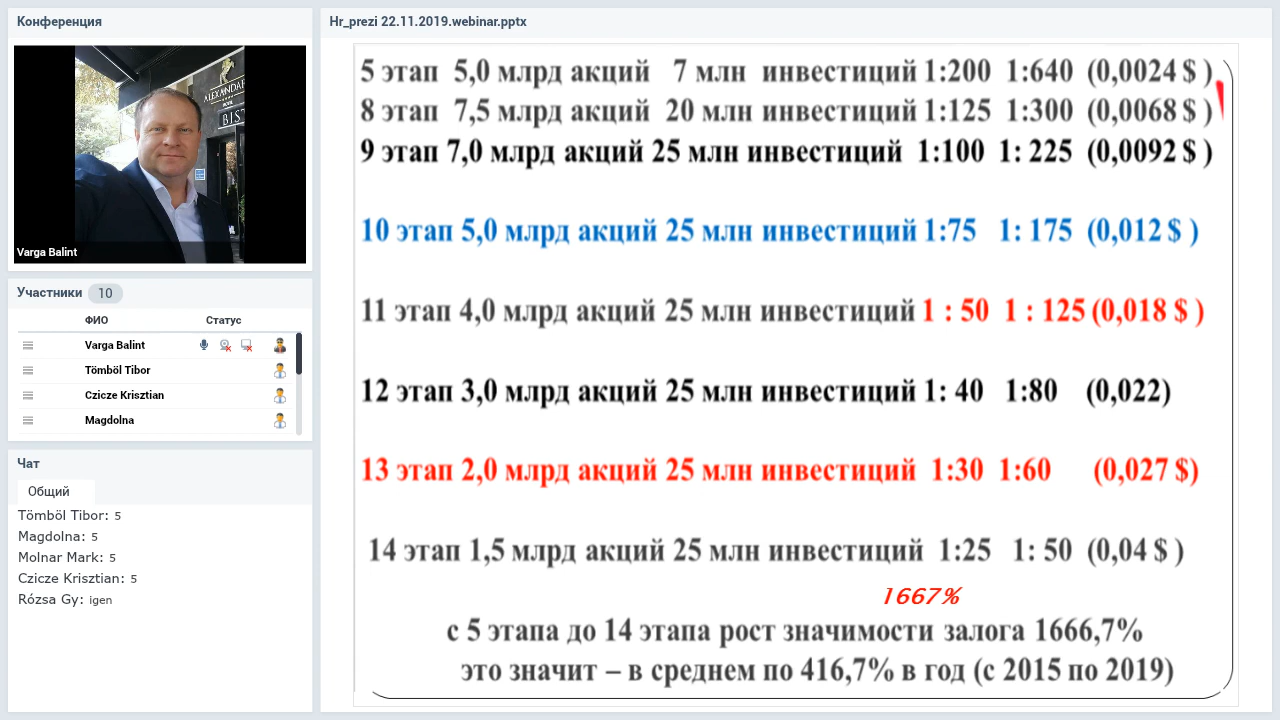 Конференция
ALEXANDAR
BIS
Varga Balint
Участники 10
ФИО Статус
Varga Balint
Tömböl Tibor
Czicze Krisztian
Magdolna
Чат
Общий
Tömböl Tibor: 5
Magdolna: 5
Molnar Mark: 5
Czicze Krisztian: 5
Rózsa Gy: igen
Hr_prezi 22.11.2019.webinar.pptx
5 этап 5,0 млрд акций 7 млн инвестиций 1:200 1:640 (0,0024 $ )
8 этап 7,5 млрд акций 20 млн инвестиций 1:125 1:300 (0,0068 $ )
9 этап 7,0 млрд акций 25 млн инвестиций 1:100 1: 225 (0,0092 $ )
10 этап 5,0 млрд акций 25 млн инвестиций 1:75 1: 175 (0,012 $ )
11 этап 4,0 млрд акций 25 млн инвестиций 1 : 50 1 : 125 (0,018 $ )
12 этап 3,0 млрд акций 25 млн инвестиций 1: 40 1:80 (0,022)
13 этап 2,0 млрд акций 25 млн инвестиций 1:30 1:60 (0,027 $)
14 этап 1,5 млрд акций 25 млн инвестиций 1:25 1: 50 (0,04 $ )
1667%
с 5 этапа до 14 этапа рост значимости залога 1666,7%
это значит – в среднем по 416,7% в год (с 2015 по 2019)